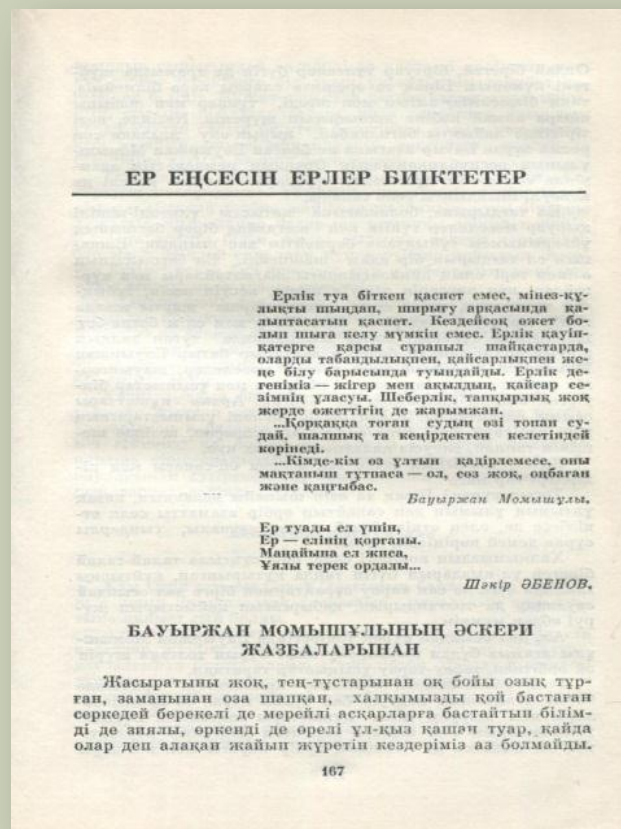 ЕР ЕҢСЕСІН ЕРЛЕР БИІКТЕТЕР
Ерлік туа біткен қасиет емес, мінез-құ-
лықты шыңдап, ширығу арқасында қа-
лыптасатын қасиет. Кездейсоқ өжет бо-
лып шыға келу мүмкін емес. Ерлік қауіп-
қатерге қарсы сұрапыл шайқастарда,
оларды табандылықпен, қайсарлықпен же-
ңе білу барысында туындайды. Ерлік де-
геніміз — жігер мен ақылдың, қайсар се-
зімнің ұласуы. Шеберлік, тапқырлық жоқ
жерде өжеттігің де жарымжан.
...Қорқаққа тоған судың өзі топан су-
дай, шалшық та кеңірдектен келетіндей
көрінеді.
...Кімде-кім өз ұлтын қадірлемесе, оны
мақтаныш тұтпаса — ол, сөз жоқ, оңбаған
және қаңғыбас.
Бауыржан Момышұлы.
Ер туады ел үшін,
Ер — елінің қорғаны.
Маңайына ел жиса,
Ұялы терек ордалы...
Шәкір ӘБЕНОВ.
БАУЫРЖАН МОМЫШҰЛЫНЫҢ ӘСКЕРИ
ЖАЗБАЛАРЫНАН
Жасыратыны жоқ, тең-тұстарынан оқ бойы озық тұр-
ған, заманынан оза шапқан, халқымызды қой бастаған
серкедей берекелі де мерейлі асқарларға бастайтын білім-
ді де зиялы, өркенді де өрелі ұл-қыз қашан туар, қайда
олар деп алақан жайып жүретін кездеріміз аз болмайды.
167